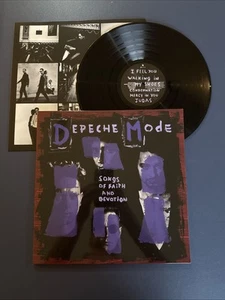 A
I FEEL YOU
WALKING IN
MY SHOES
CONDEMNATION
MERCY IN YOU
JUDAS
DEPECHE MODE
SONGS
OF FAITH
AND
DEVOTION